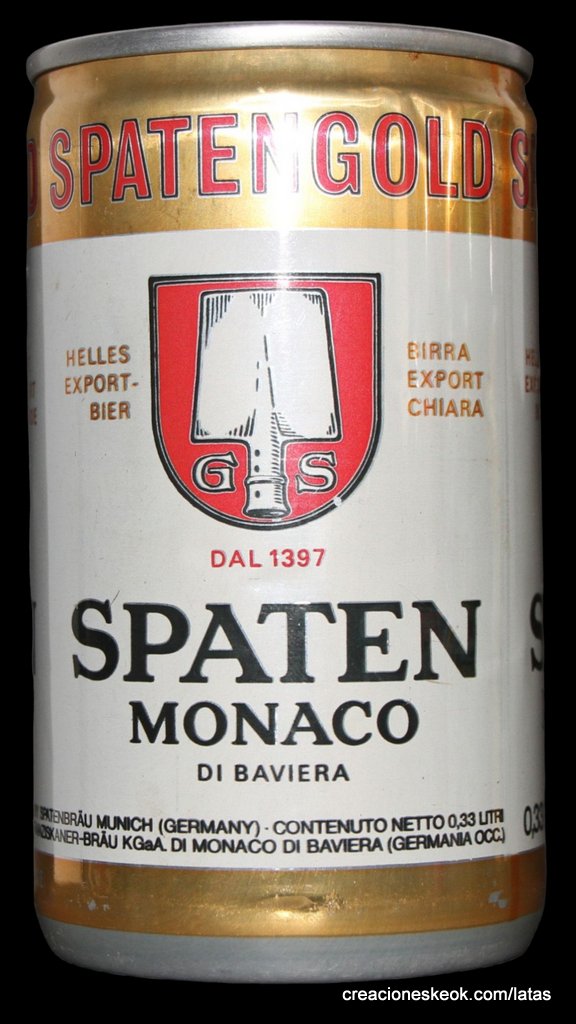 SPATENGOLD
HELLES
EXPORT-
BIER
BIRRA
EXPORT
CHIARA
G S
DAL 1397
SPATEN
MONACO
DI BAVIERA
SPATENBRÄU MUNICH (GERMANY) · CONTENUTO NETTO 0,33 LITRI
BRÄU KGaA. DI MONACO DI BAVIERA (GERMANIA OCC.)
creacioneskeok.com/latas